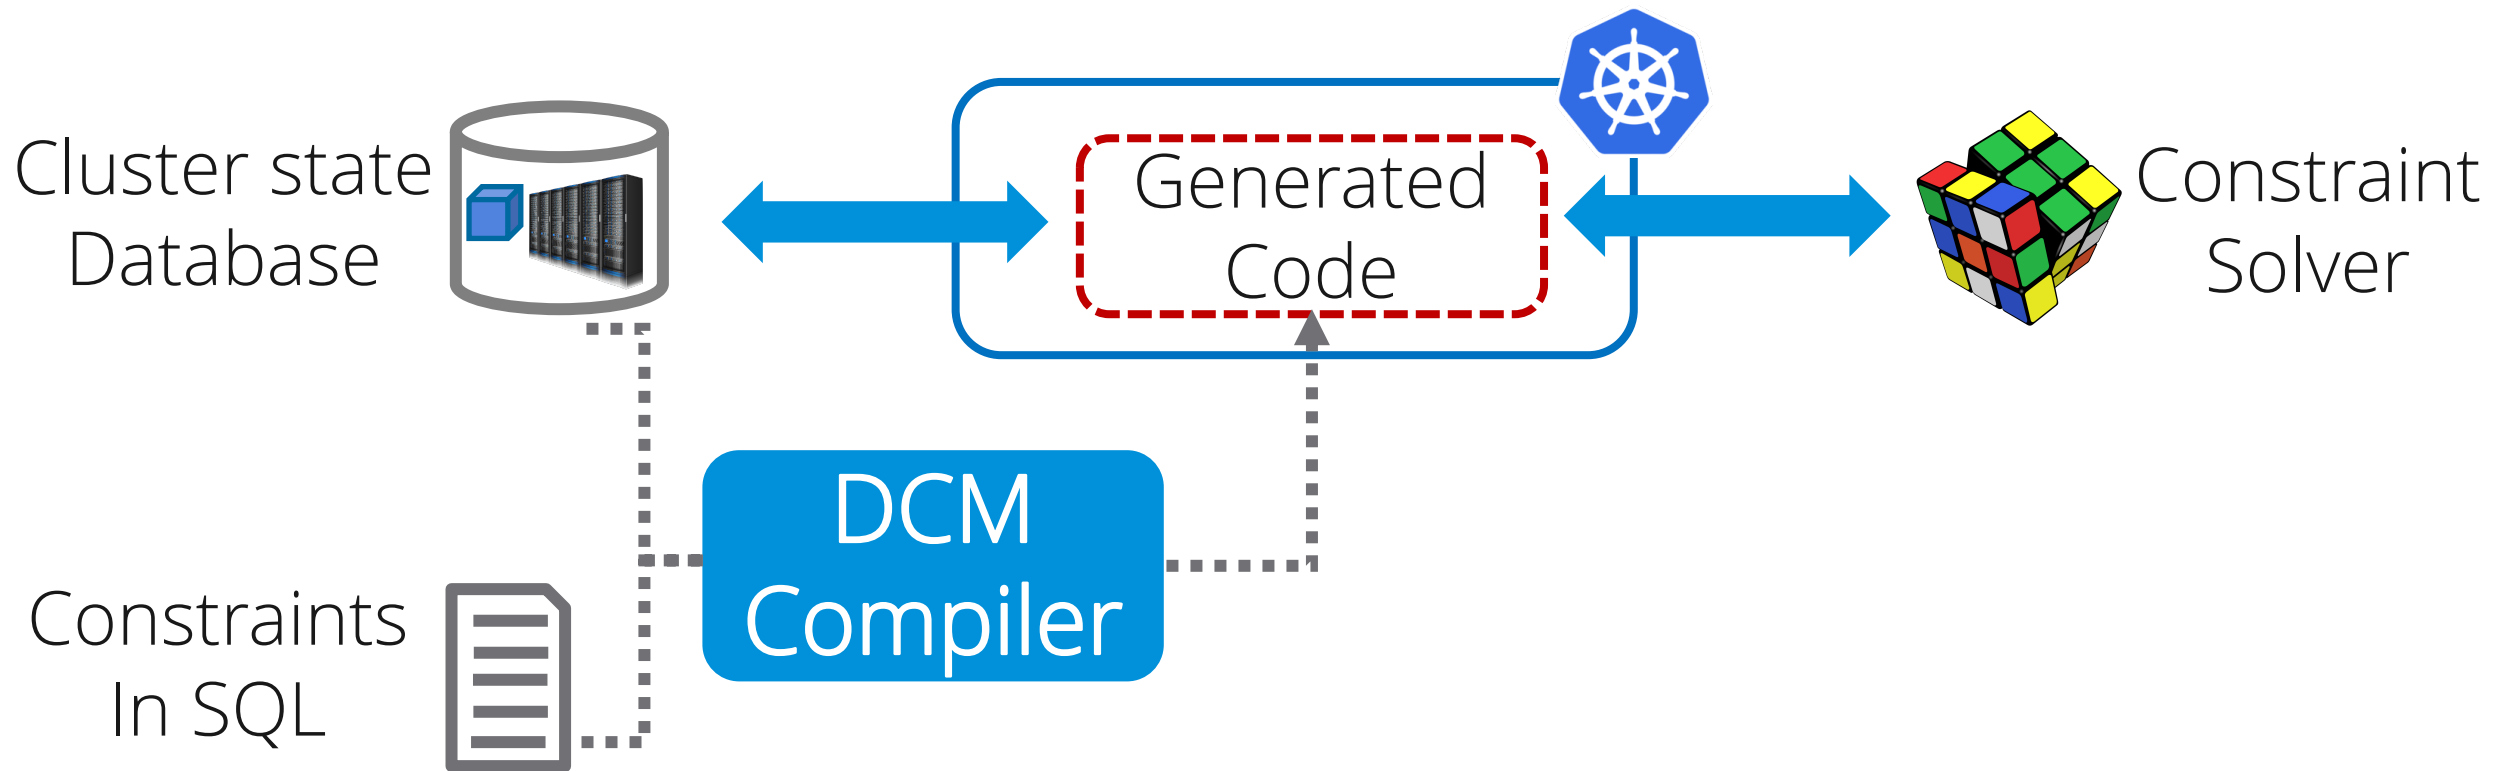 Cluster state
Database
Generated
Code
Constraint
Solver
DCM
Compiler
Constraints
In SQL